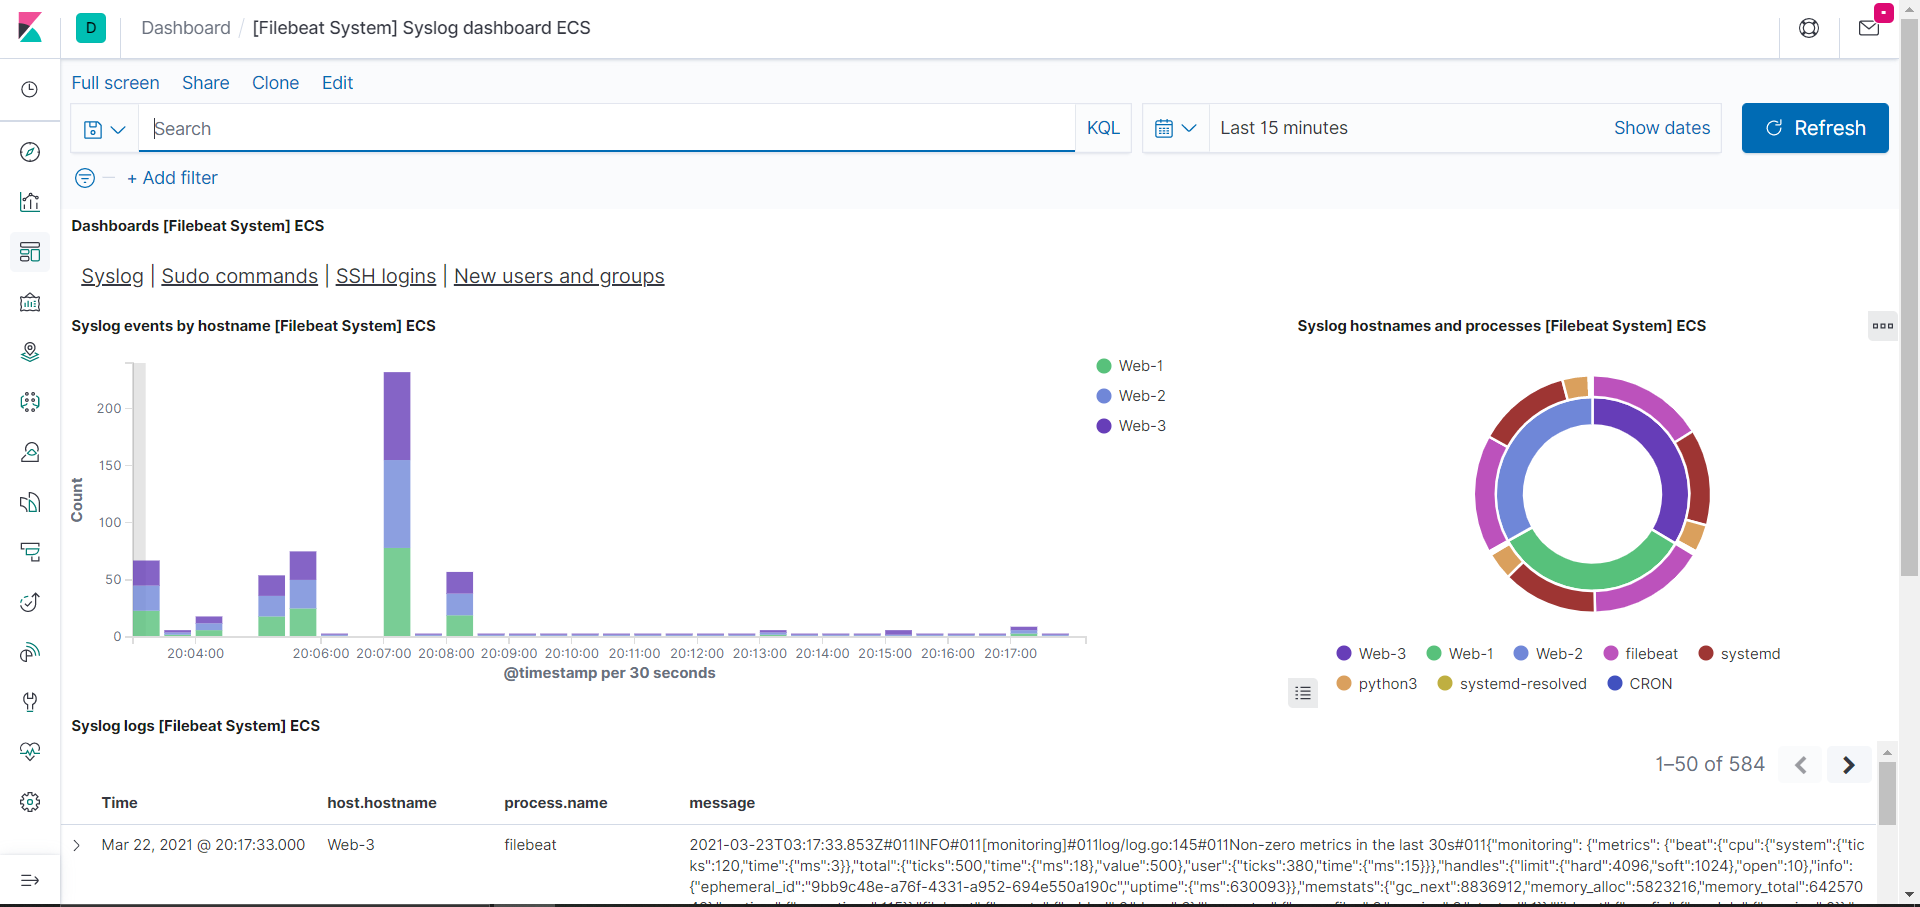 D Dashboard / [Filebeat System] Syslog dashboard ECS
Full screen Share Clone Edit
Search KQL Last 15 minutes Show dates Refresh
+ Add filter
Dashboards [Filebeat System] ECS
Syslog | Sudo commands | SSH logins | New users and groups
Syslog events by hostname [Filebeat System] ECS
Count
200
150
100
50
0
20:04:00 20:06:00 20:07:00 20:08:00 20:09:00 20:10:00 20:11:00 20:12:00 20:13:00 20:14:00 20:15:00 20:16:00 20:17:00
@timestamp per 30 seconds
Web-1
Web-2
Web-3
Syslog hostnames and processes [Filebeat System] ECS
Web-3 Web-1 Web-2 filebeat systemd
python3 systemd-resolved CRON
Syslog logs [Filebeat System] ECS
1–50 of 584
Time host.hostname process.name message
Mar 22, 2021 @ 20:17:33.000 Web-3 filebeat 2021-03-23T03:17:33.853Z#011INFO#011[monitoring]#011log/log.go:145#011Non-zero metrics in the last 30s#011{"monitoring": {"metrics": {"beat":{"cpu":{"system":{"tic
ks":120,"time":{"ms":3}},"total":{"ticks":500,"time":{"ms":18},"value":500},"user":{"ticks":380,"time":{"ms":15}}},"handles":{"limit":{"hard":4096,"soft":1024},"open":10},"info":
{"ephemeral_id":"9bb9c48e-a76f-4331-a952-694e550a190c","uptime":{"ms":630093}},"memstats":{"gc_next":8836912,"memory_alloc":5823216,"memory_total":642570